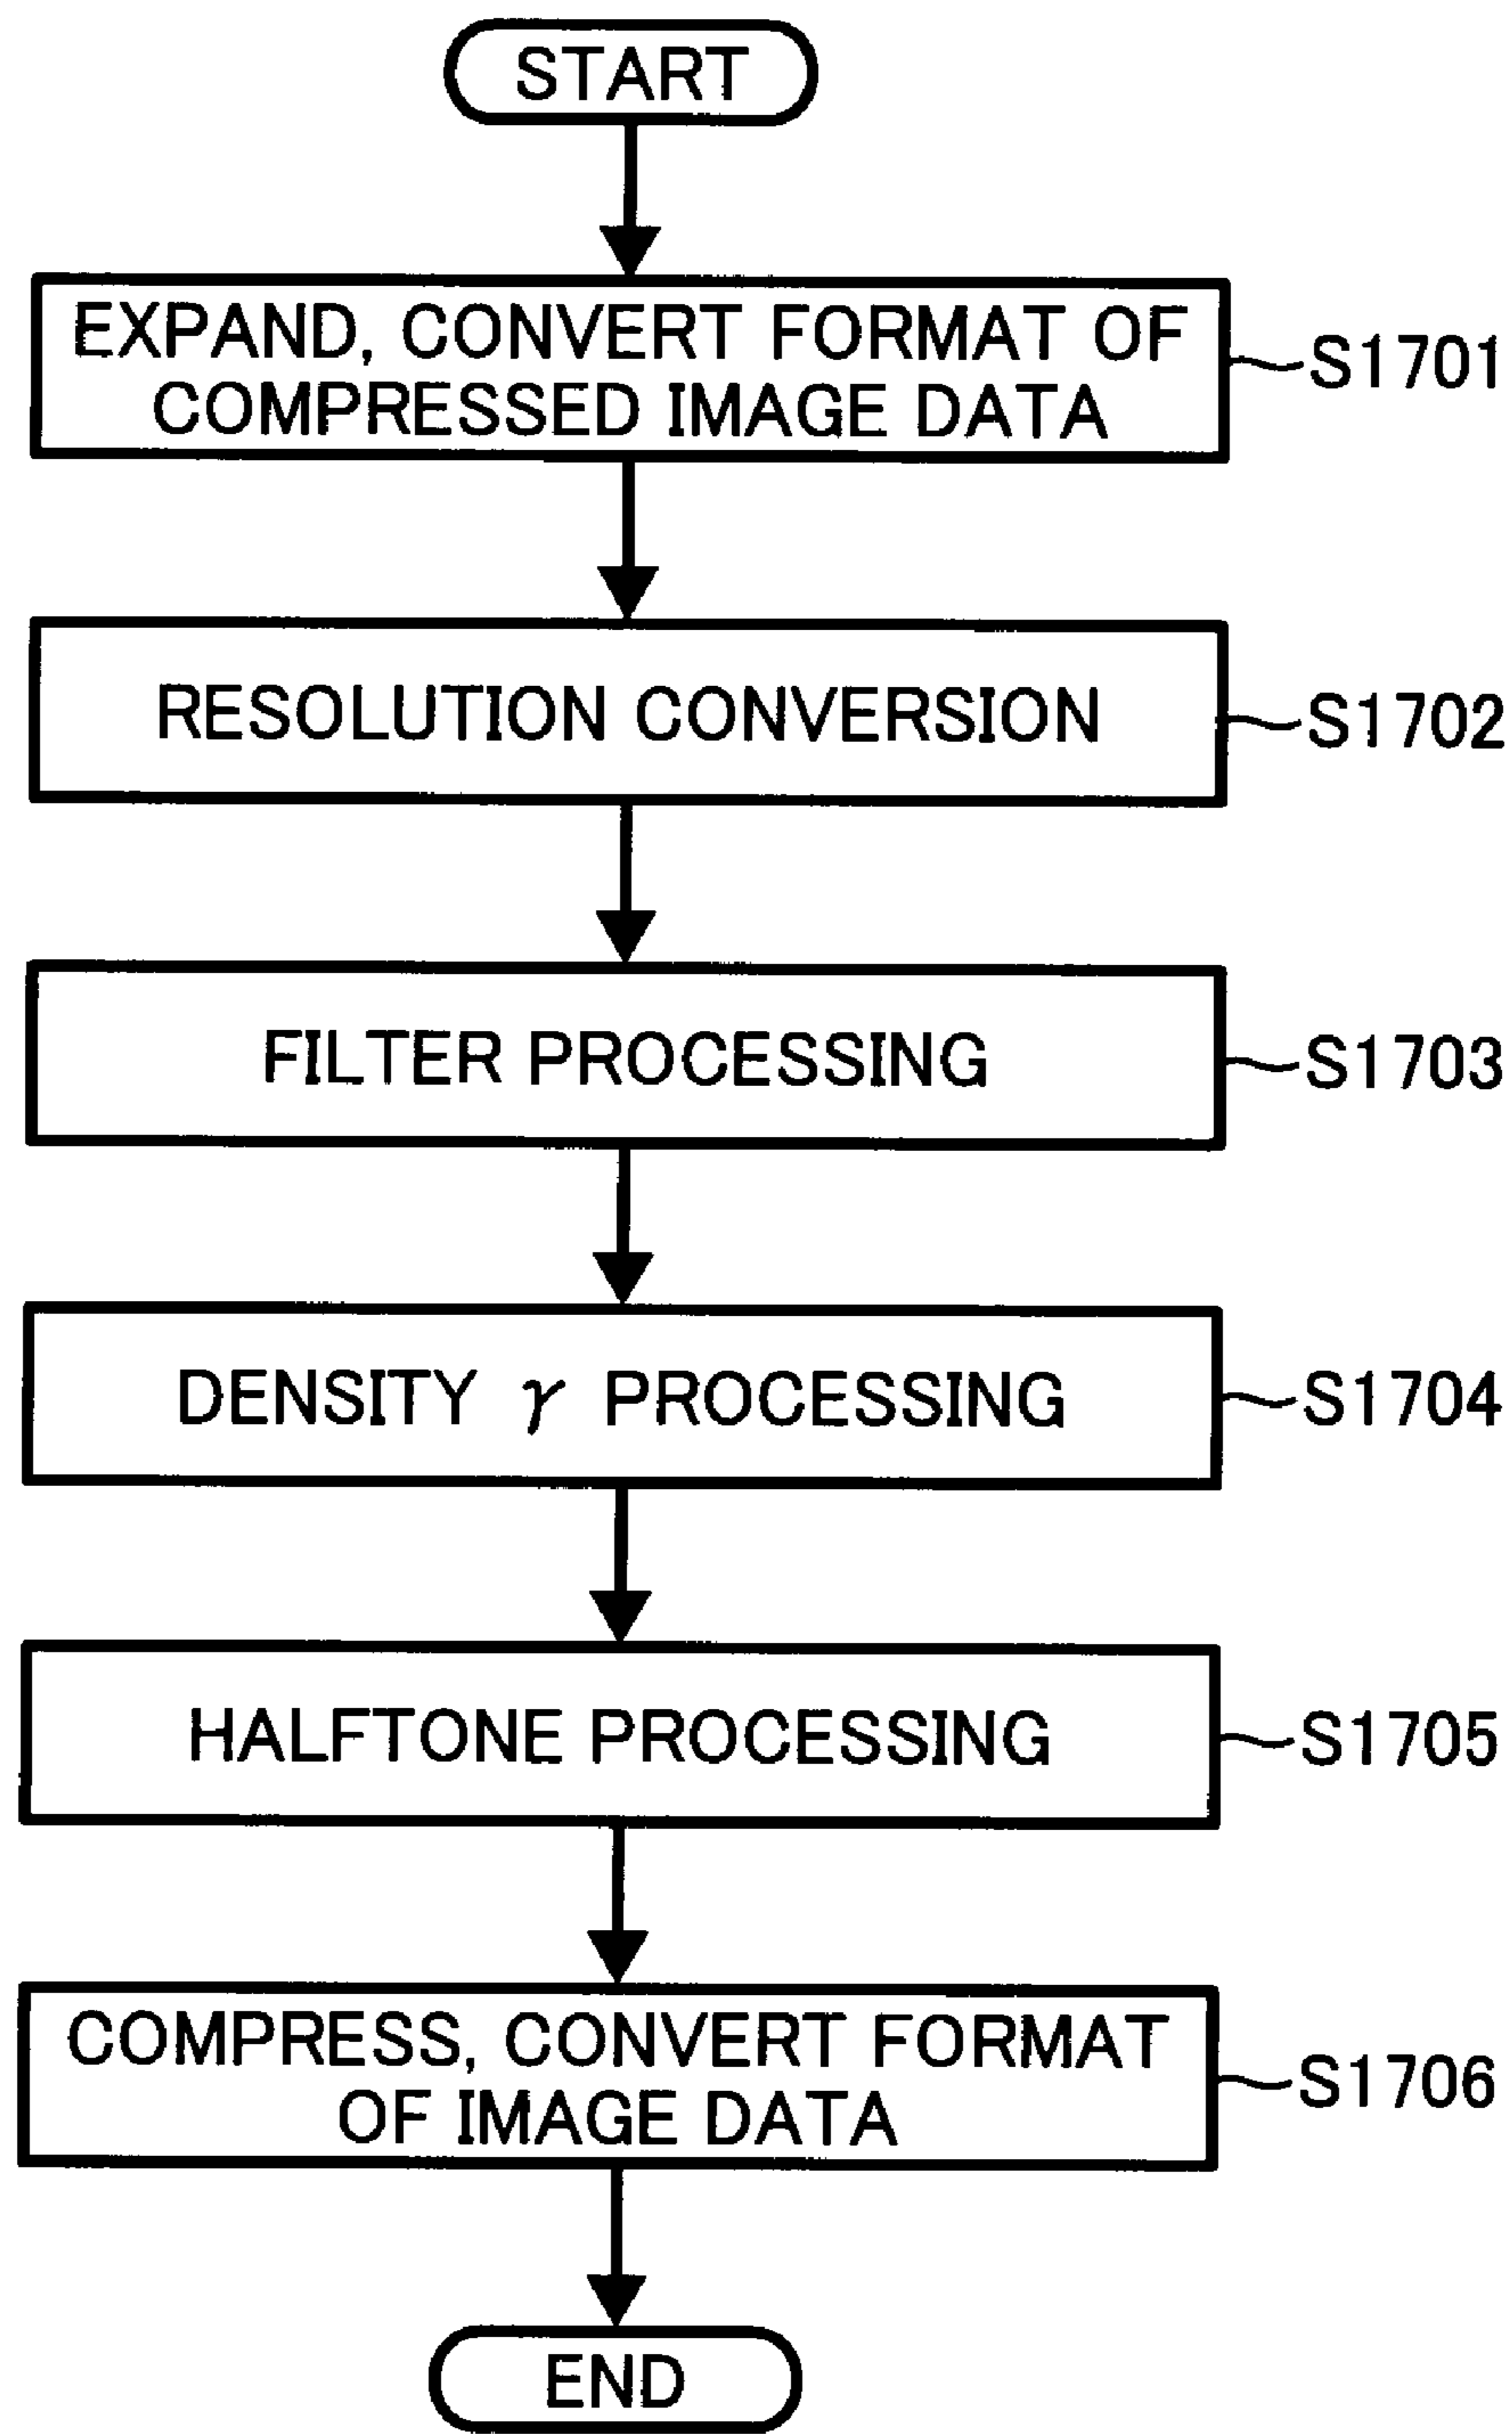 START
EXPAND, CONVERT FORMAT OF
COMPRESSED IMAGE DATA
S1701
RESOLUTION CONVERSION
S1702
FILTER PROCESSING
S1703
DENSITY γ PROCESSING
S1704
HALFTONE PROCESSING
S1705
COMPRESS, CONVERT FORMAT
OF IMAGE DATA
S1706
END